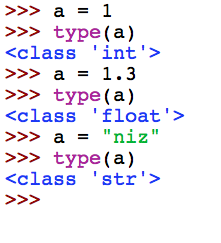 >>> a = 1
>>> type(a)
<class 'int'>
>>> a = 1.3
>>> type(a)
<class 'float'>
>>> a = "niz"
>>> type(a)
<class 'str'>
>>>